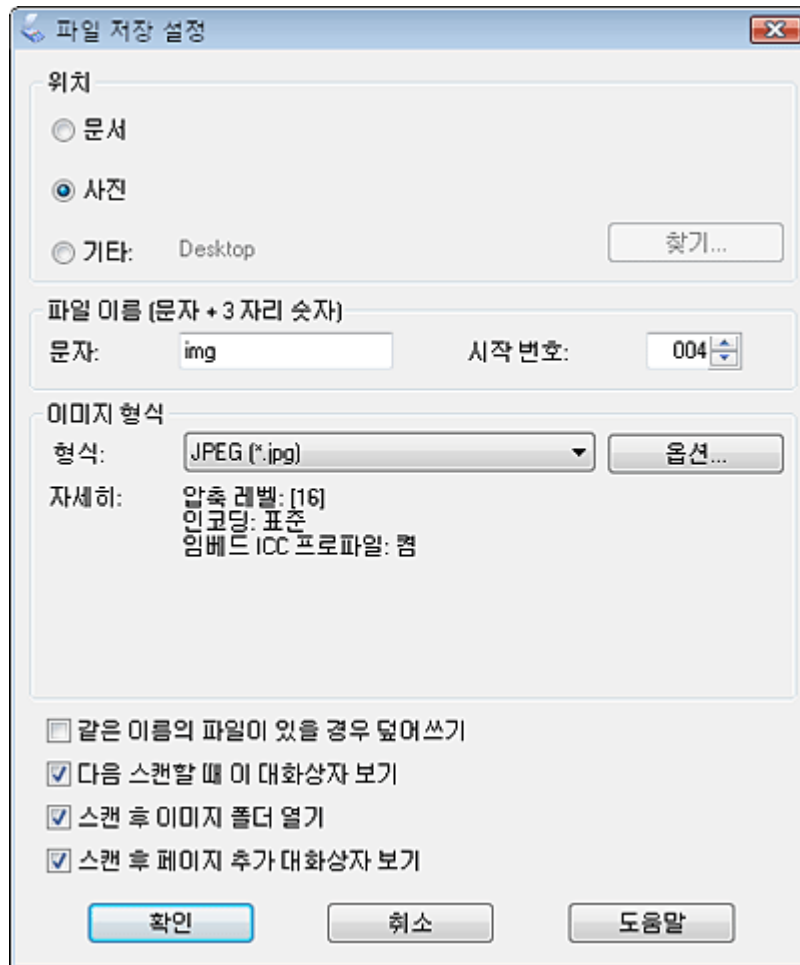 파일 저장 설정
위치
문서
사진
기타: Desktop 찾기...
파일 이름 (문자 + 3 자리 숫자)
문자: img 시작 번호: 004
이미지 형식
형식: JPEG (*.jpg) 옵션...
자세히: 압축 레벨: [16]
인코딩: 표준
임베드 ICC 프로파일: 켬
같은 이름의 파일이 있을 경우 덮어쓰기
다음 스캔할 때 이 대화상자 보기
스캔 후 이미지 폴더 열기
스캔 후 페이지 추가 대화상자 보기
확인 취소 도움말